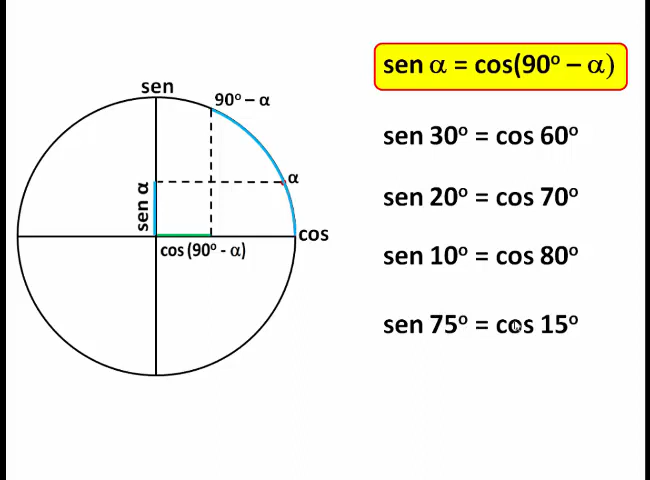 sen α = cos(90º – α)
sen
90º – α
sen 30º = cos 60º
α
sen α
sen 20º = cos 70º
cos
cos (90º - α)
sen 10º = cos 80º
sen 75º = cos 15º